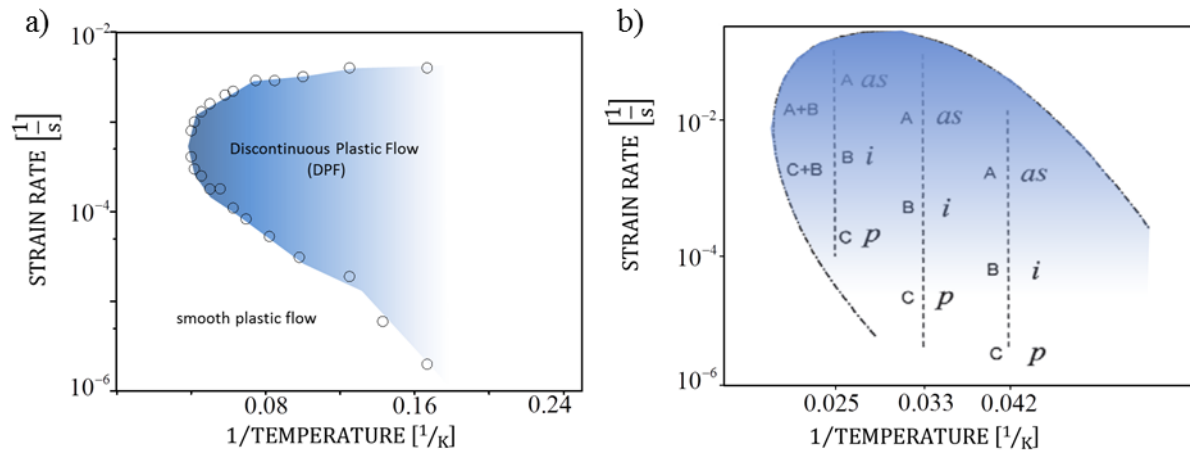 a)
STRAIN RATE [1/s]
10⁻²
10⁻⁴
10⁻⁶
Discontinuous Plastic Flow
(DPF)
smooth plastic flow
0.08
0.16
0.24
1/TEMPERATURE [¹/K]
b)
STRAIN RATE [1/s]
10⁻²
10⁻⁴
10⁻⁶
A as
A+B
A as
B i
C+B
A as
B i
C p
B i
C p
C p
0.025
0.033
0.042
1/TEMPERATURE [¹/K]